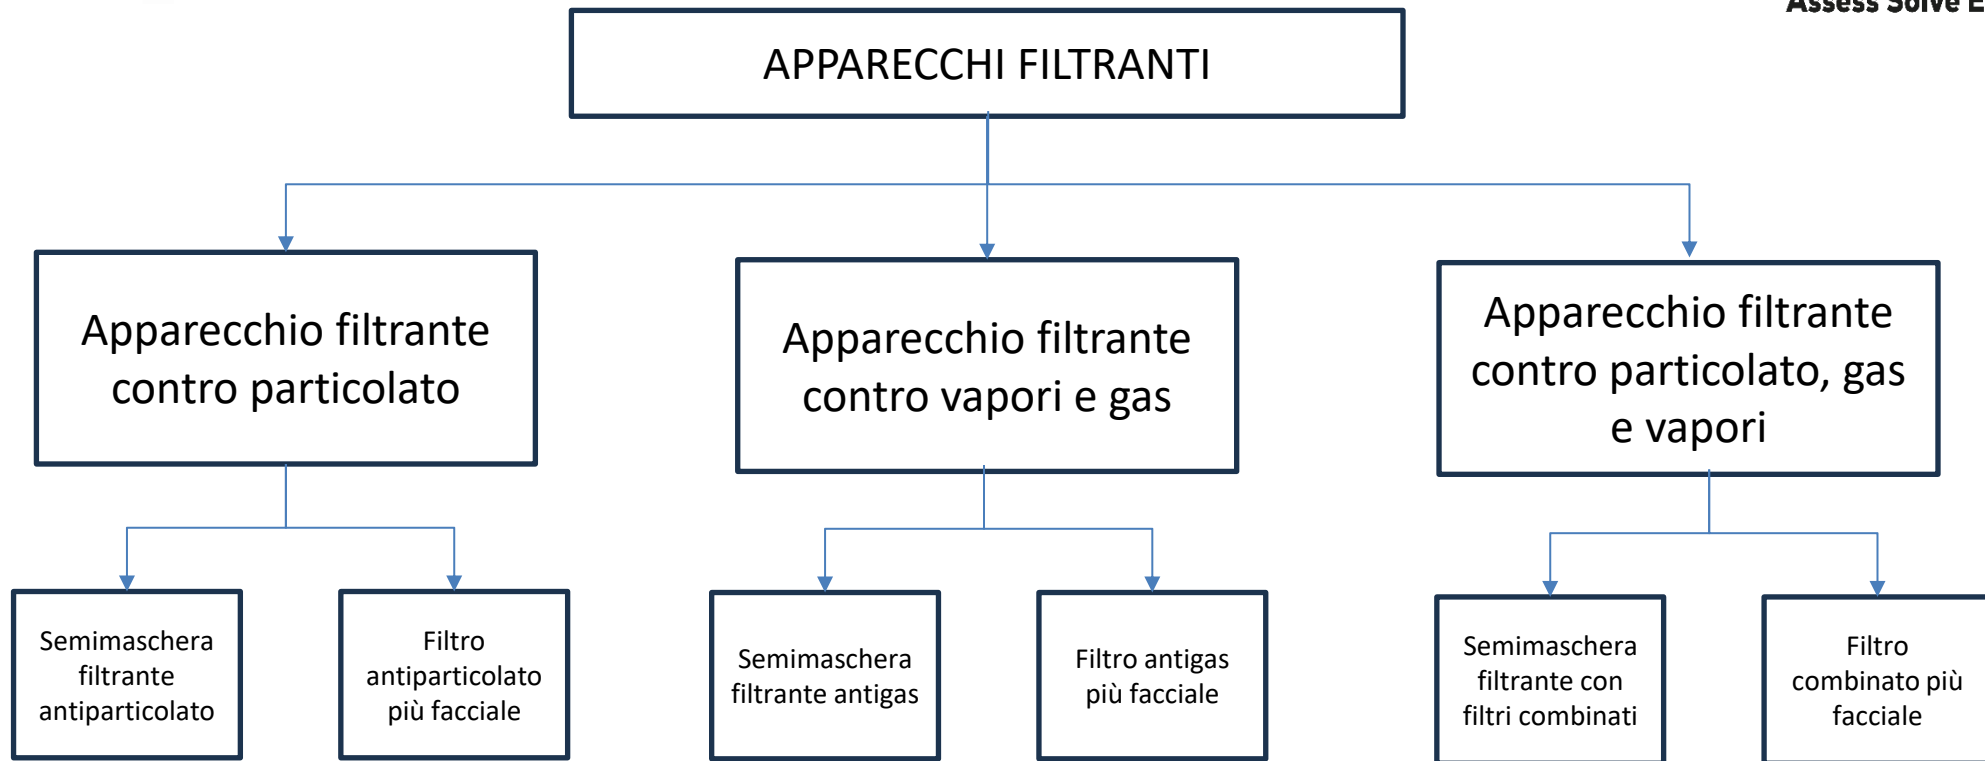 Assess Solve E
APPARECCHI FILTRANTI
Apparecchio filtrante
contro particolato
Apparecchio filtrante
contro vapori e gas
Apparecchio filtrante
contro particolato, gas
e vapori
Semimaschera
filtrante
antiparticolato
Filtro
antiparticolato
più facciale
Semimaschera
filtrante antigas
Filtro antigas
più facciale
Semimaschera
filtrante con
filtri combinati
Filtro
combinato più
facciale